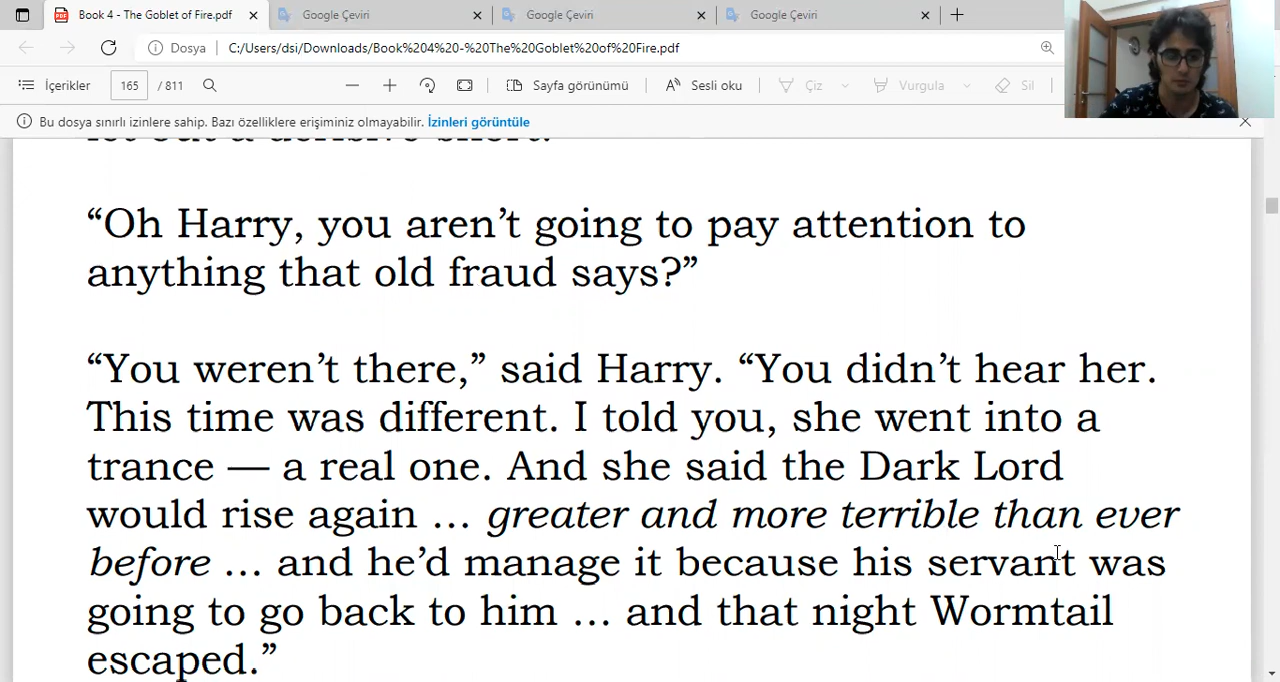 Book 4 - The Goblet of Fire.pdf
Google Çeviri
Google Çeviri
Google Çeviri
Dosya
C:/Users/dsi/Downloads/Book%204%20-%20The%20Goblet%20of%20Fire.pdf
İçerikler
165 / 811
Sayfa görünümü
Sesli oku
Çiz
Vurgula
Sil
Bu dosya sınırlı izinlere sahip. Bazı özelliklere erişiminiz olmayabilir. İzinleri görüntüle
let out a derisive snort.
“Oh Harry, you aren’t going to pay attention to
anything that old fraud says?”
“You weren’t there,” said Harry. “You didn’t hear her.
This time was different. I told you, she went into a
trance — a real one. And she said the Dark Lord
would rise again … greater and more terrible than ever
before … and he’d manage it because his servant was
going to go back to him … and that night Wormtail
escaped.”